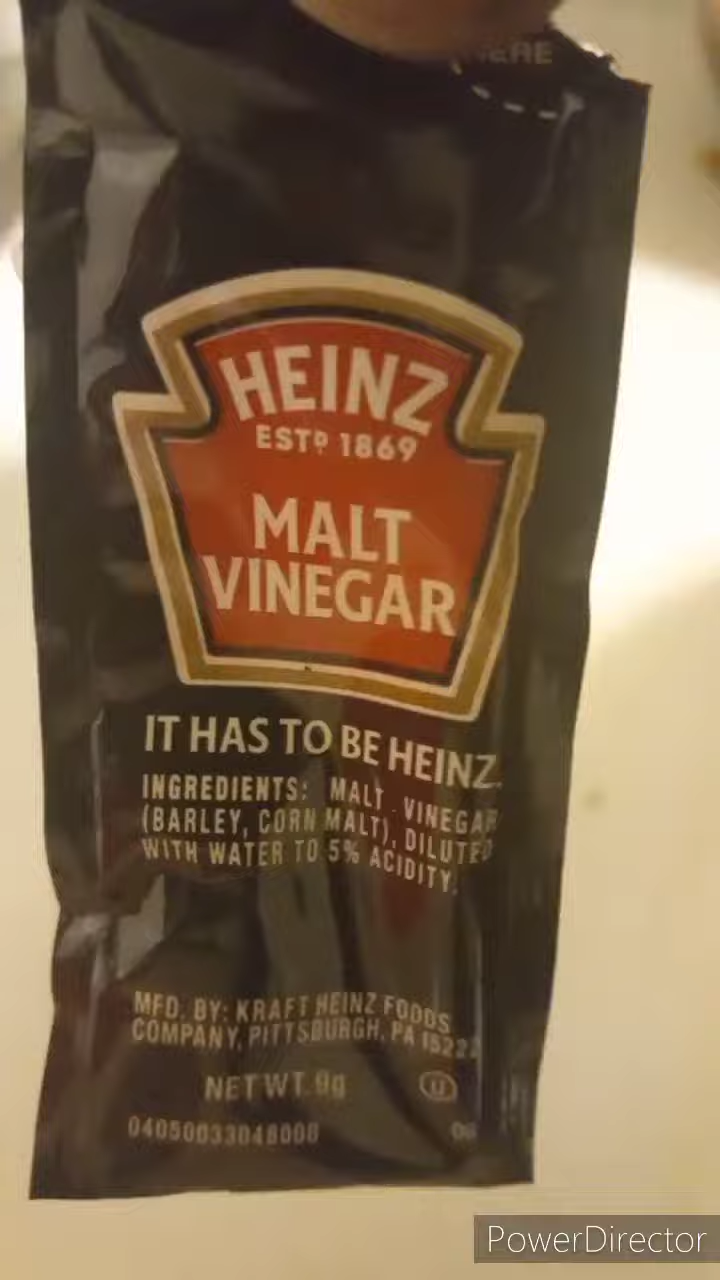 HERE
HEINZ
ESTD 1869
MALT
VINEGAR
IT HAS TO BE HEINZ.
INGREDIENTS: MALT VINEGAR
(BARLEY, CORN MALT), DILUTED
WITH WATER TO 5% ACIDITY.
MFD. BY: KRAFT HEINZ FOODS
COMPANY, PITTSBURGH, PA 15222
NET WT. 9g
U
04050033048000
PowerDirector